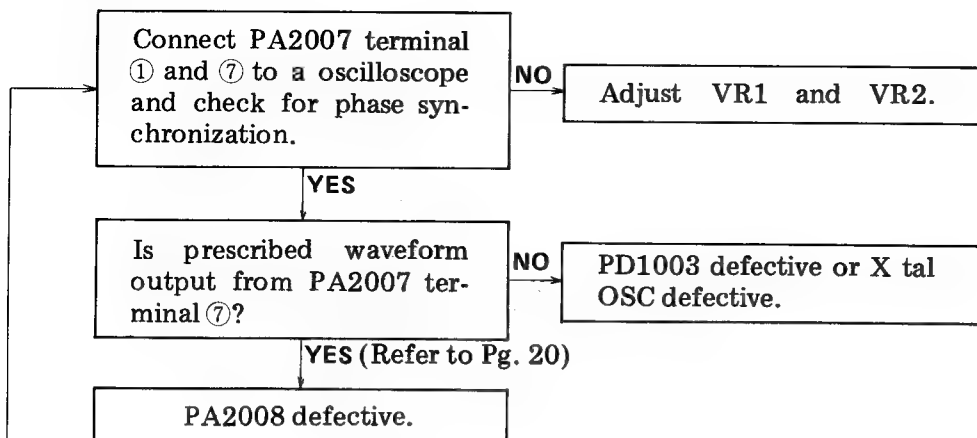 Connect PA2007 terminal
① and ⑦ to a oscilloscope
and check for phase syn-
chronization.
NO
Adjust VR1 and VR2.
YES
Is prescribed waveform
output from PA2007 ter-
minal ⑦?
NO
PD1003 defective or X tal
OSC defective.
YES (Refer to Pg. 20)
PA2008 defective.